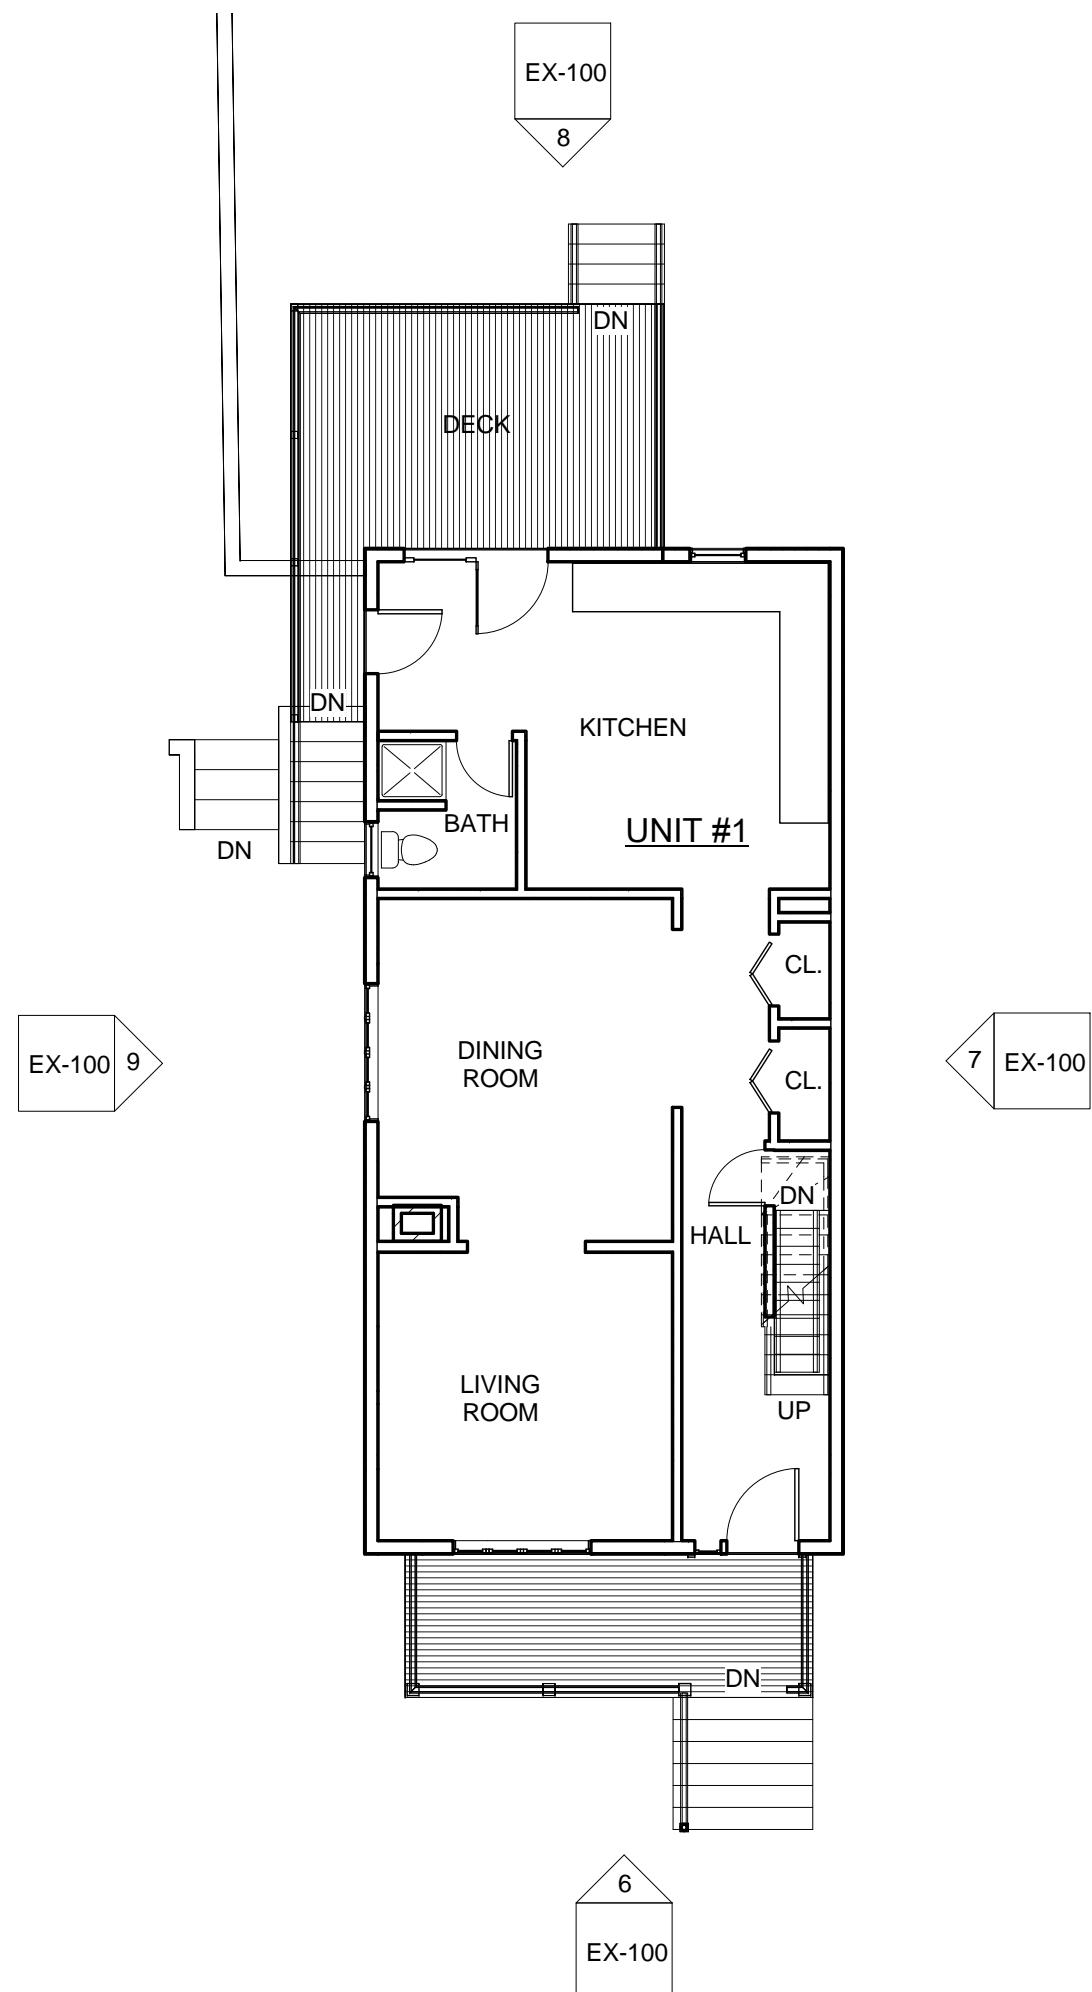 EX-100
8
DN
DECK
DN
KITCHEN
BATH
UNIT #1
DN
CL.
DINING
ROOM
EX-100
9
7
EX-100
CL.
DN
HALL
LIVING
ROOM
UP
DN
6
EX-100